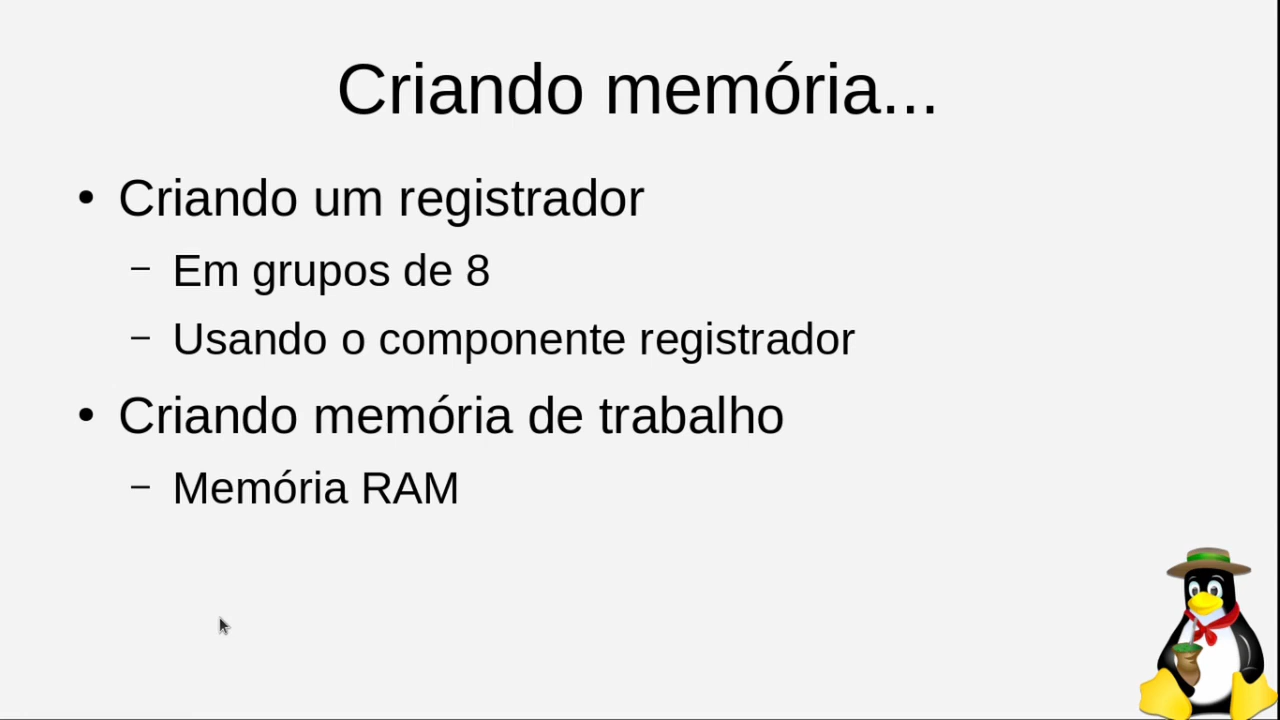 Criando memória...
• Criando um registrador
– Em grupos de 8
– Usando o componente registrador
• Criando memória de trabalho
– Memória RAM